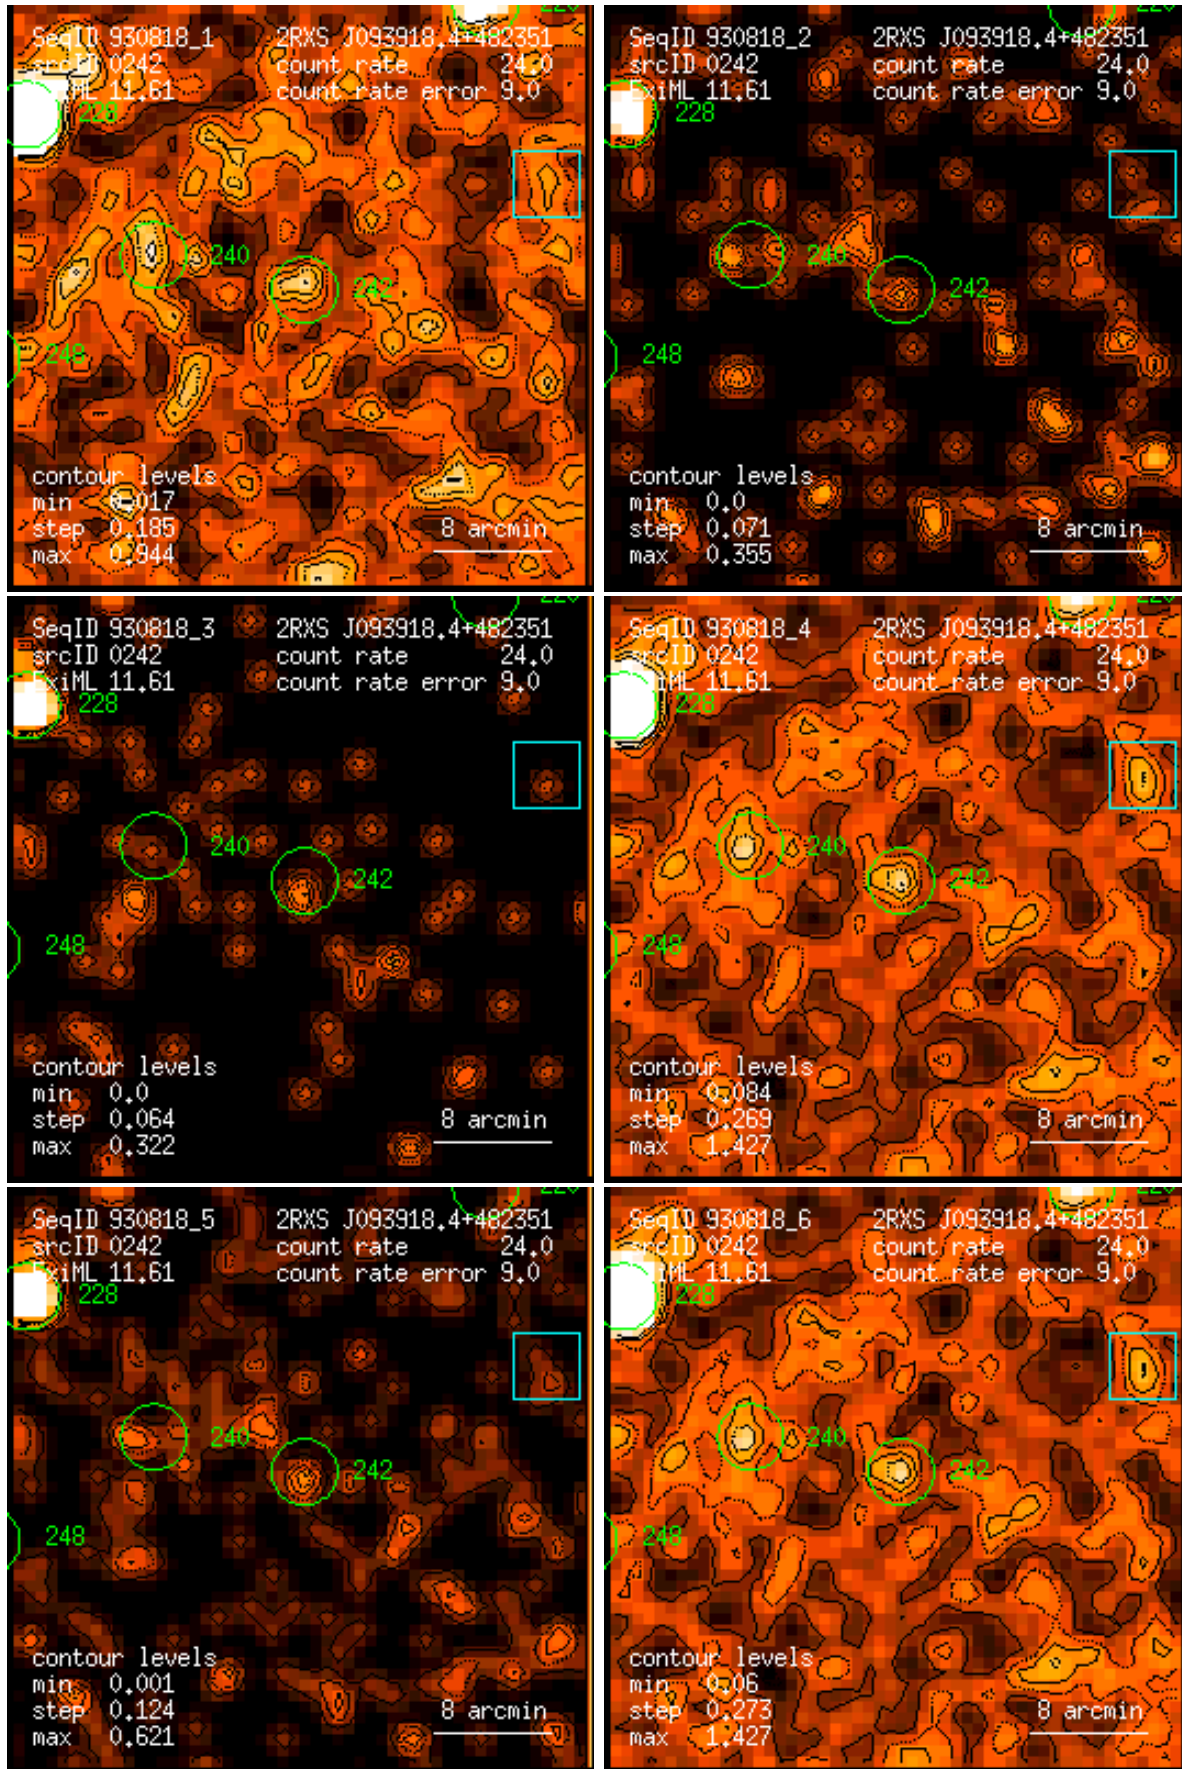 SeqID 930818_1 2RXS J093918.4+482351
srcID 0242 count rate 24.0
ExiML 11.61 count rate error 9.0
228
240
242
248
contour levels
min 0.017
step 0.185
max 0.944
8 arcmin
SeqID 930818_2 2RXS J093918.4+482351
srcID 0242 count rate 24.0
ExiML 11.61 count rate error 9.0
228
240
242
248
contour levels
min 0.0
step 0.071
max 0.355
8 arcmin
SeqID 930818_3 2RXS J093918.4+482351
srcID 0242 count rate 24.0
ExiML 11.61 count rate error 9.0
228
240
242
248
contour levels
min 0.0
step 0.064
max 0.322
8 arcmin
SeqID 930818_4 2RXS J093918.4+482351
srcID 0242 count rate 24.0
ExiML 11.61 count rate error 9.0
228
240
242
248
contour levels
min 0.084
step 0.269
max 1.427
8 arcmin
SeqID 930818_5 2RXS J093918.4+482351
srcID 0242 count rate 24.0
ExiML 11.61 count rate error 9.0
228
240
242
248
contour levels
min 0.001
step 0.124
max 0.621
8 arcmin
SeqID 930818_6 2RXS J093918.4+482351
srcID 0242 count rate 24.0
ExiML 11.61 count rate error 9.0
228
240
242
248
contour levels
min 0.06
step 0.273
max 1.427
8 arcmin